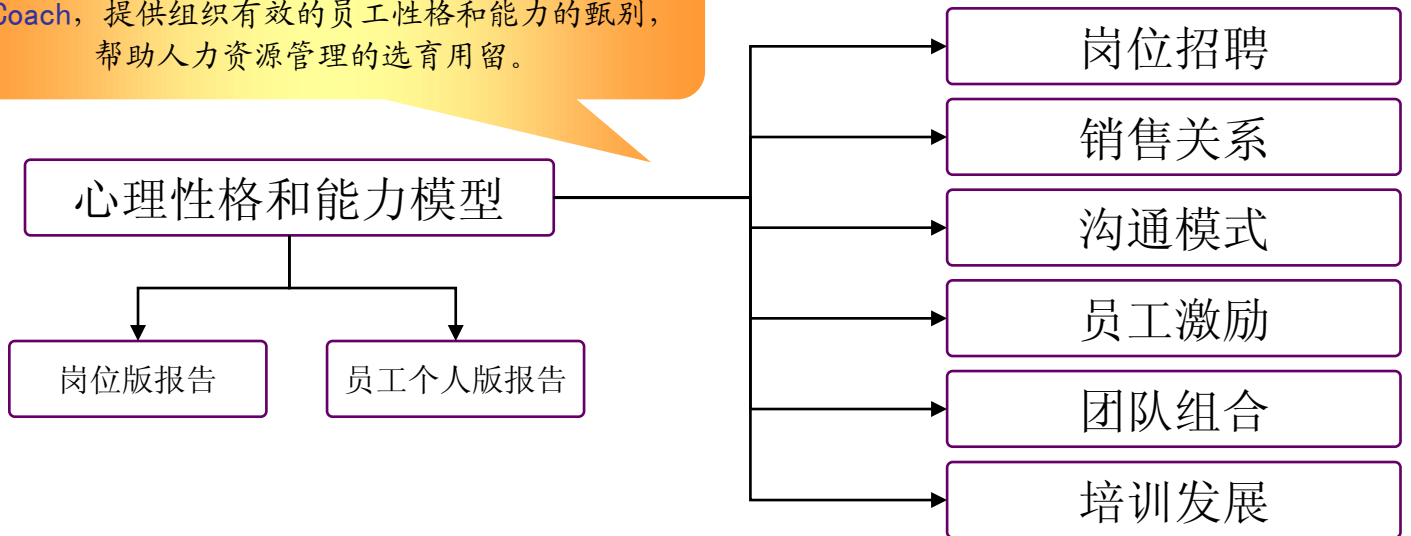 Coach，提供组织有效的员工性格和能力的甄别，
帮助人力资源管理的选育用留。
心理性格和能力模型
岗位版报告
员工个人版报告
岗位招聘
销售关系
沟通模式
员工激励
团队组合
培训发展